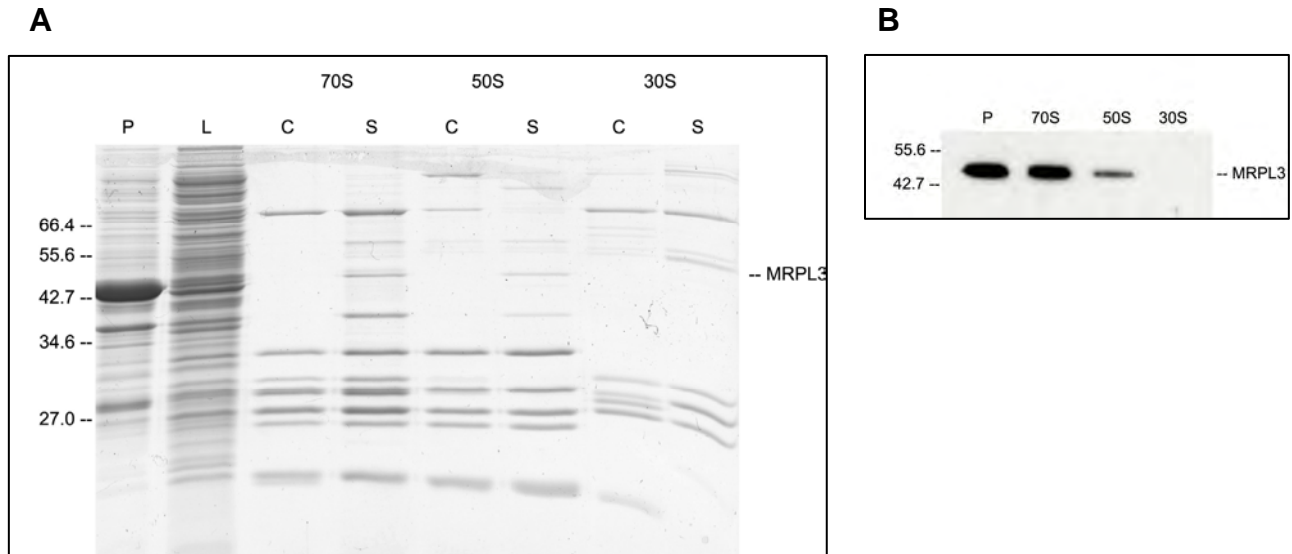 A
70S 50S 30S
P L C S C S C S
66.4 --
55.6 --
-- MRPL3
42.7 --
34.6 --
27.0 --
B
P 70S 50S 30S
55.6 --
-- MRPL3
42.7 --